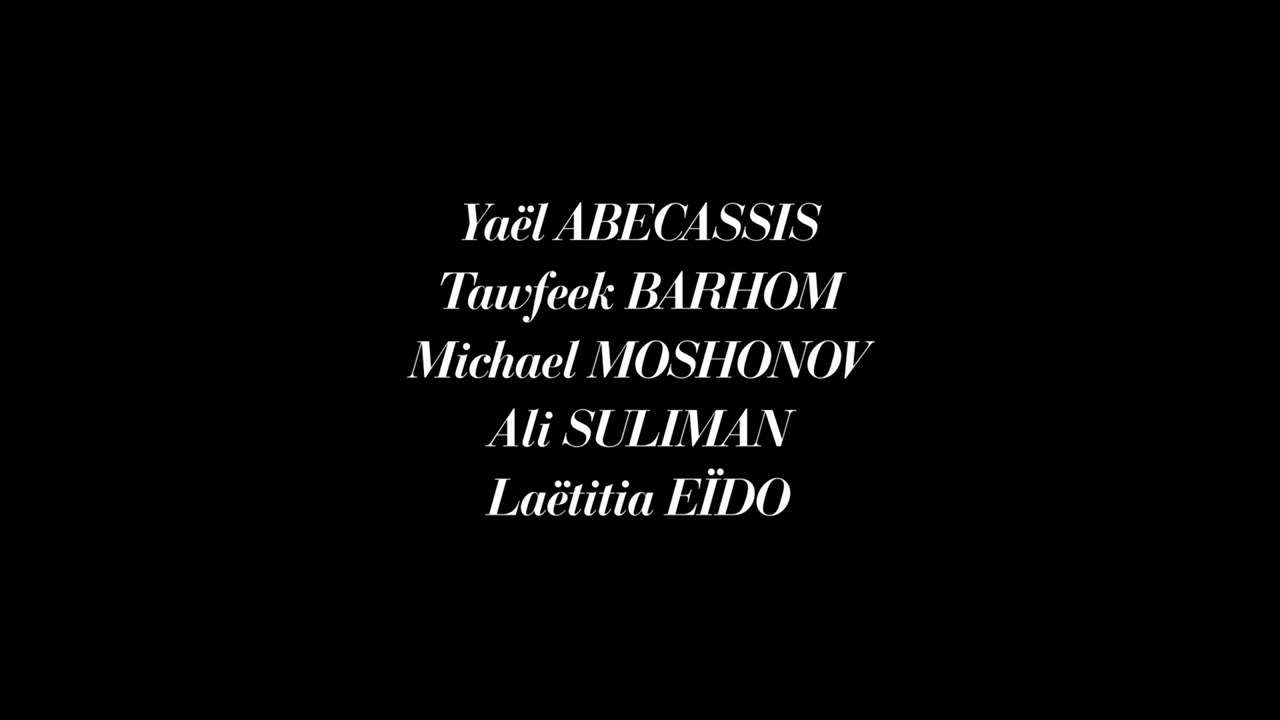 Yaël ABECASSIS
Tawfeek BARHOM
Michael MOSHONOV
Ali SULIMAN
Laëtitia EÏDO